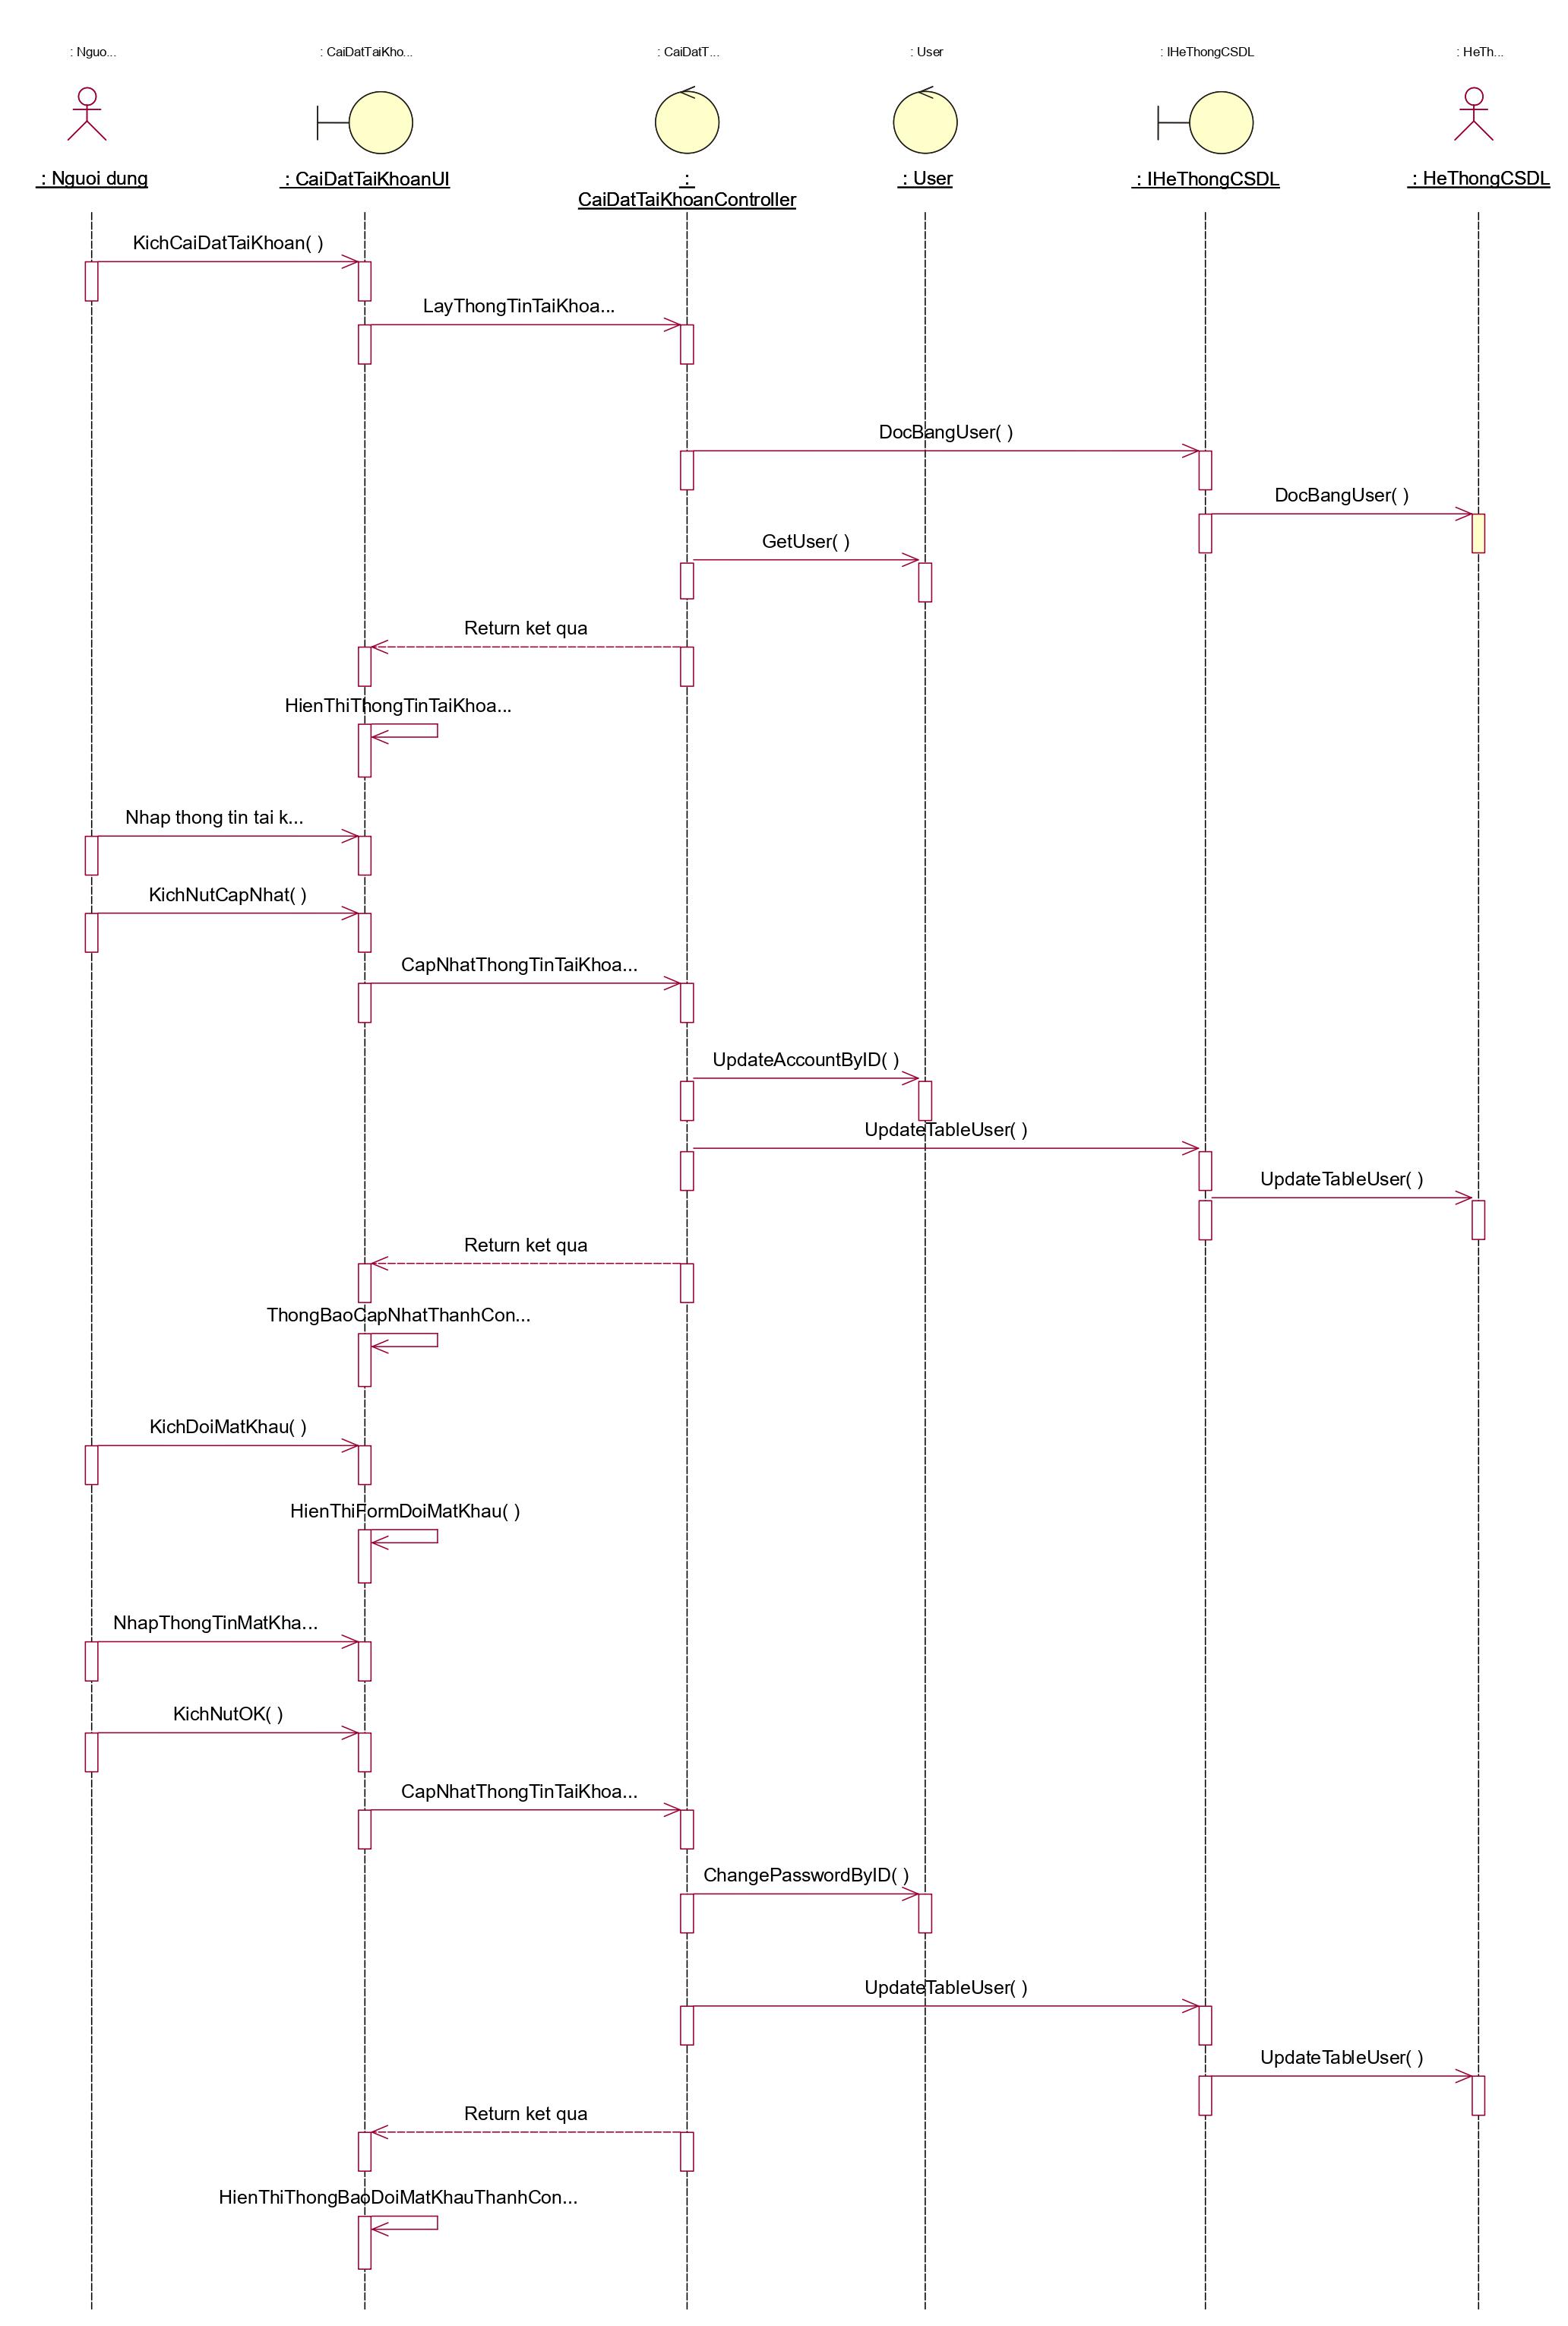 : Nguo...
: CaiDatTaiKho...
: CaiDatT...
: User
: IHeThongCSDL
: HeTh...
: Nguoi dung
: CaiDatTaiKhoanUI
:
CaiDatTaiKhoanController
: User
: IHeThongCSDL
: HeThongCSDL
KichCaiDatTaiKhoan( )
LayThongTinTaiKhoa...
DocBangUser( )
DocBangUser( )
GetUser( )
Return ket qua
HienThiThongTinTaiKhoa...
Nhap thong tin tai k...
KichNutCapNhat( )
CapNhatThongTinTaiKhoa...
UpdateAccountByID( )
UpdateTableUser( )
UpdateTableUser( )
Return ket qua
ThongBaoCapNhatThanhCon...
KichDoiMatKhau( )
HienThiFormDoiMatKhau( )
NhapThongTinMatKha...
KichNutOK( )
CapNhatThongTinTaiKhoa...
ChangePasswordByID( )
UpdateTableUser( )
UpdateTableUser( )
Return ket qua
HienThiThongBaoDoiMatKhauThanhCon...